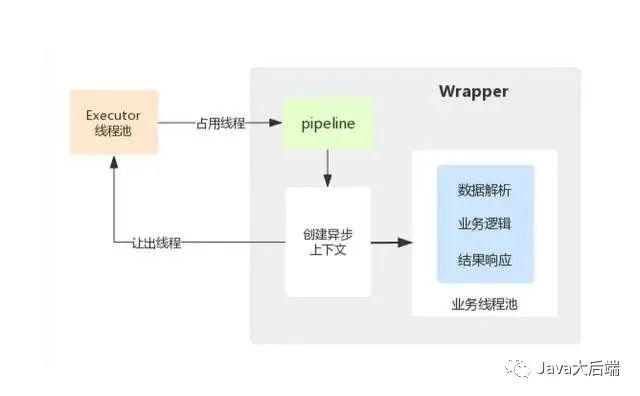 Wrapper
Executor
线程池
占用线程
pipeline
创建异步
上下文
让出线程
数据解析
业务逻辑
结果响应
业务线程池
Java大后端